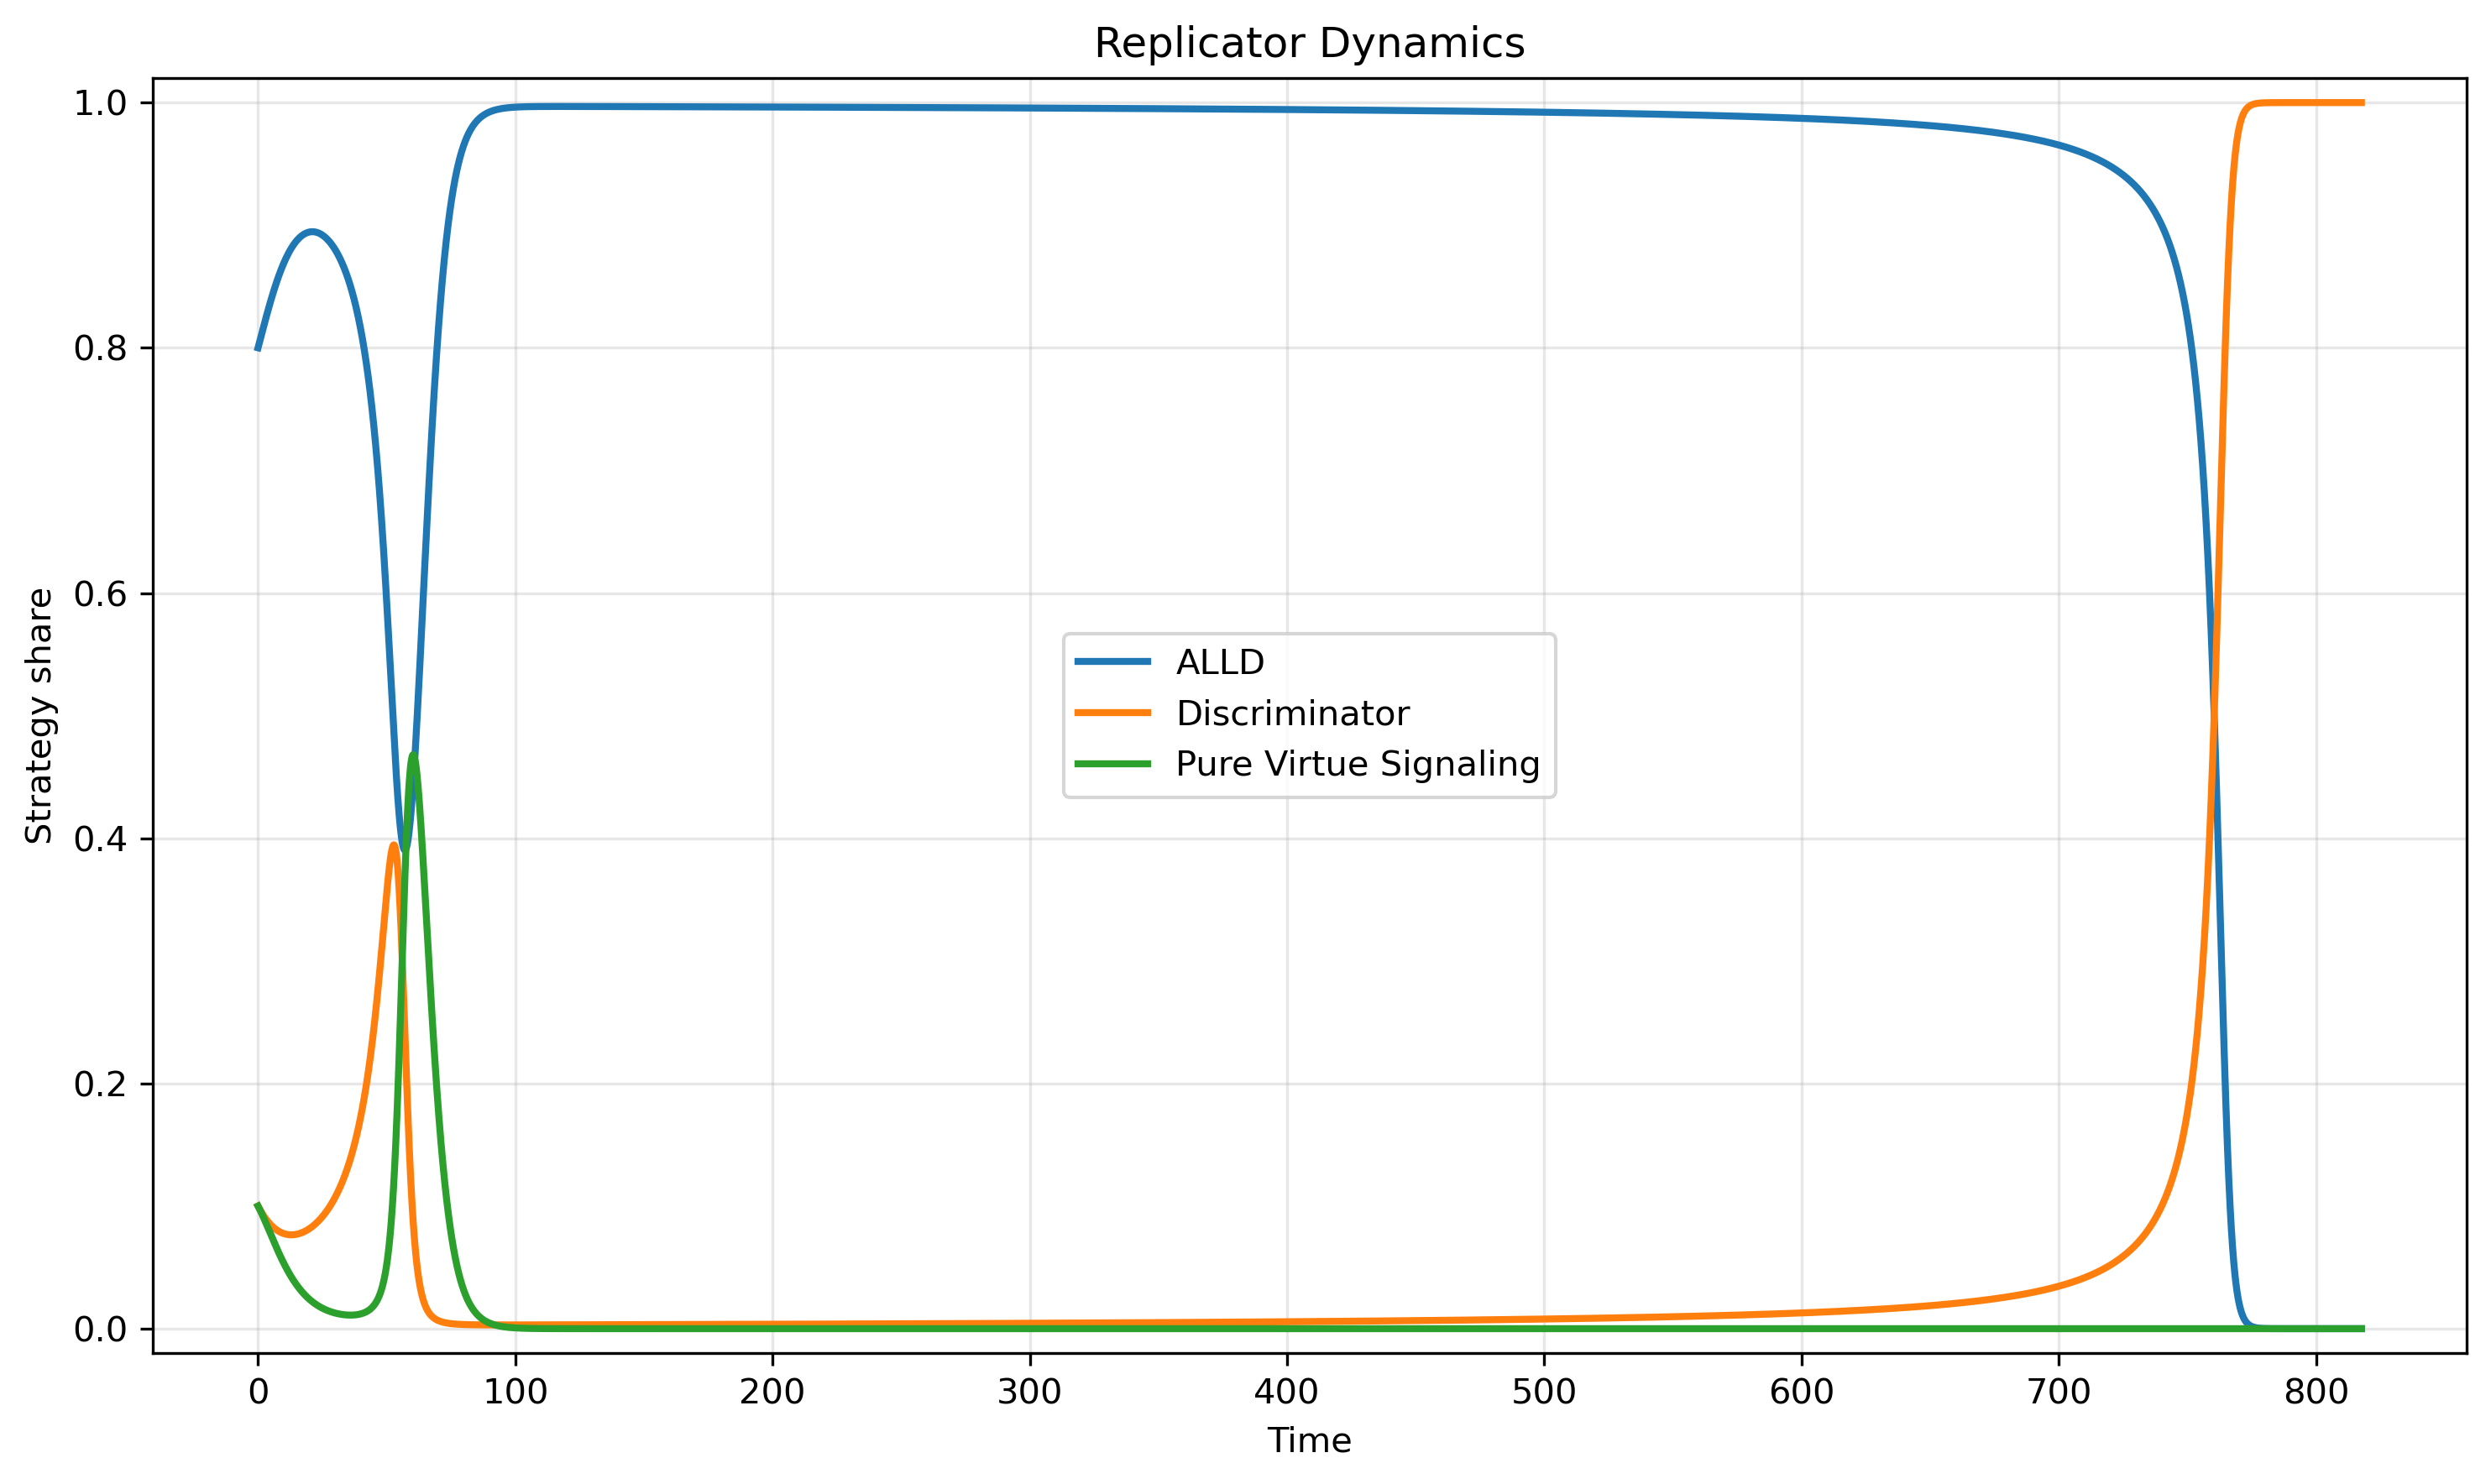 Replicator Dynamics
Strategy share
1.0
0.8
0.6
0.4
0.2
0.0
ALLD
Discriminator
Pure Virtue Signaling
0 100 200 300 400 500 600 700 800
Time